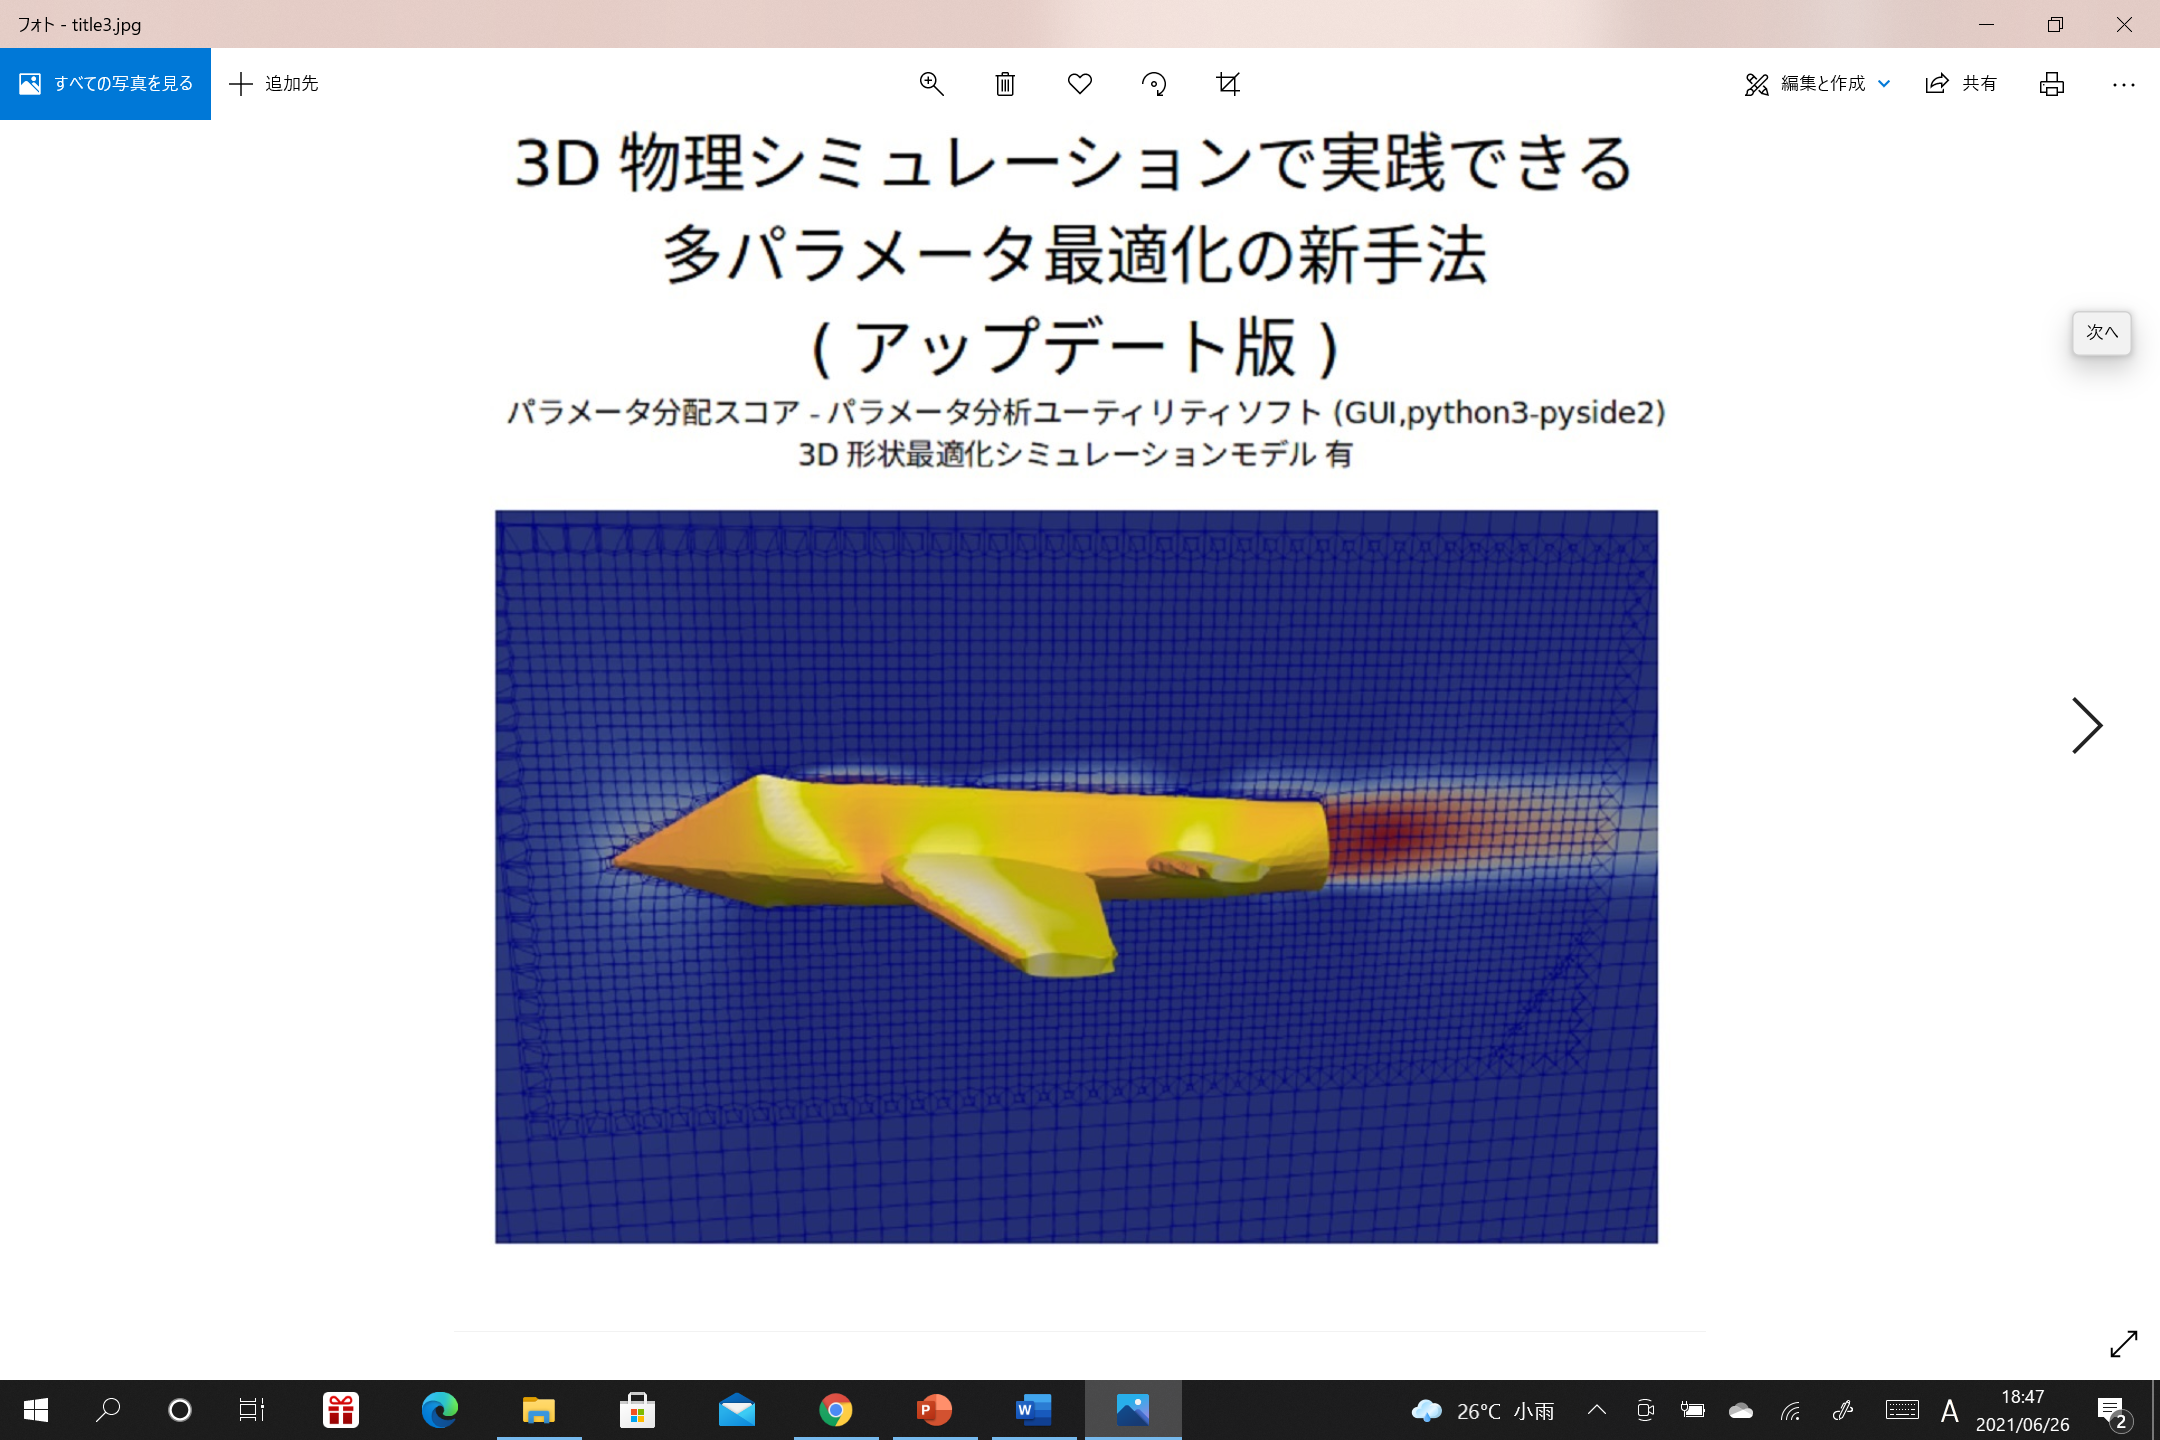 フォト - title3.jpg
すべての写真を見る
追加先
編集と作成
共有
3D 物理シミュレーションで実践できる
多パラメータ最適化の新手法
( アップデート版 )
次へ
パラメータ分配スコア - パラメータ分析ユーティリティソフト (GUI,python3-pyside2)
3D 形状最適化シミュレーションモデル 有
P
W
26°C 小雨
A
18:47
2021/06/26
2